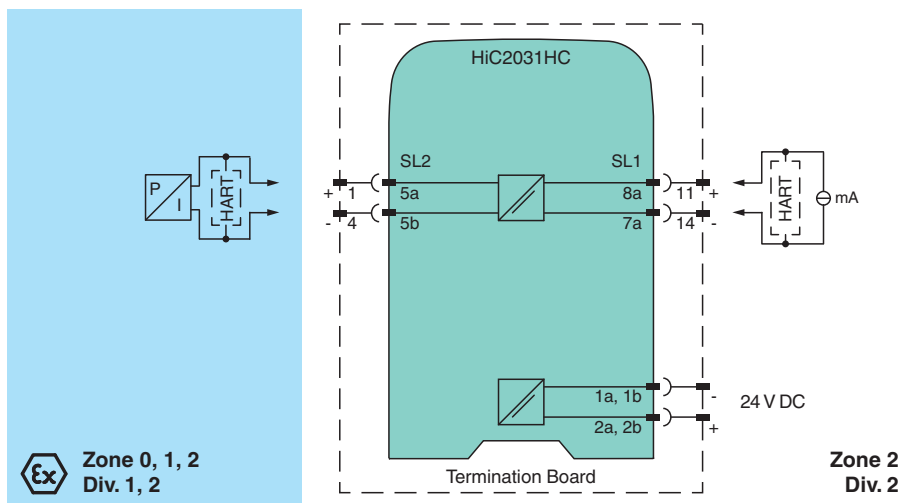 HiC2031HC
SL2
SL1
P
I
HART
+ 1
5a
8a
11 +
HART
mA
- 4
5b
7a
14 -
1a, 1b
-
24 V DC
2a, 2b
+
Ex
Zone 0, 1, 2
Div. 1, 2
Termination Board
Zone 2
Div. 2